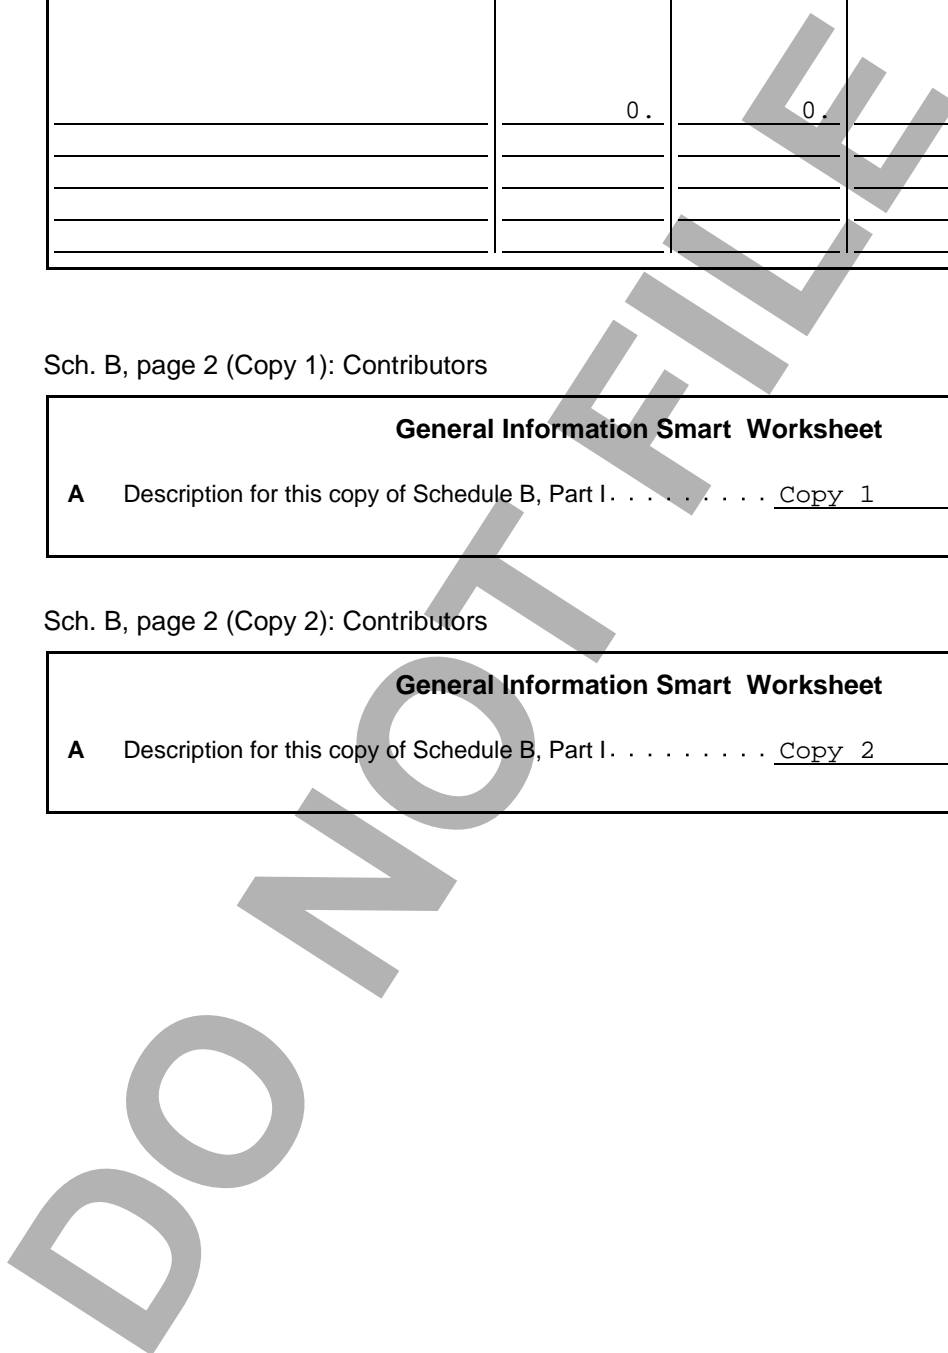 0. 0.
Sch. B, page 2 (Copy 1): Contributors
General Information Smart Worksheet
A Description for this copy of Schedule B, Part I . . . . . . . . . Copy 1
Sch. B, page 2 (Copy 2): Contributors
General Information Smart Worksheet
A Description for this copy of Schedule B, Part I . . . . . . . . . Copy 2
DO NOT FILE